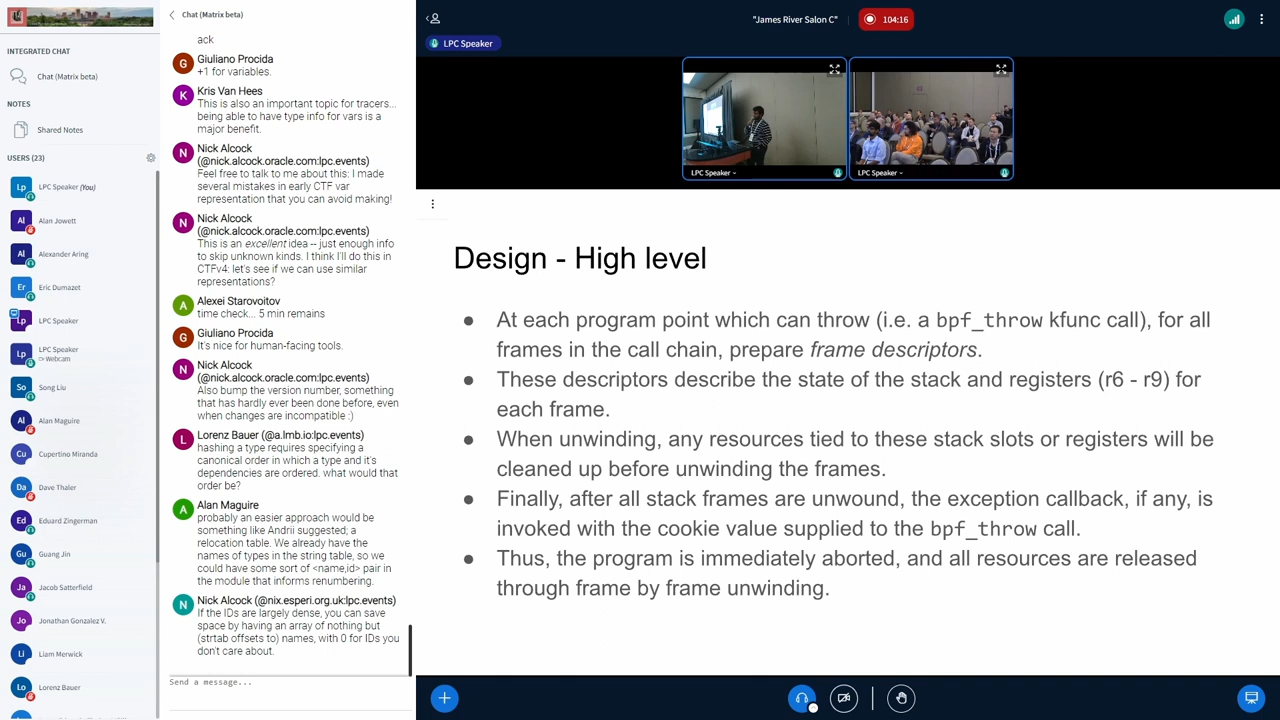 INTEGRATED CHAT
Chat (Matrix beta)
NOTES
Shared Notes
USERS (23)
Lp LPC Speaker (You)
Al Alan Jowett
Al Alexander Aring
Er Eric Dumazet
Lp LPC Speaker
Lp LPC Speaker
Webcam
So Song Liu
Al Alan Maguire
Cu Cupertino Miranda
Da Dave Thaler
Ed Eduard Zingerman
Gu Guang Jin
Ja Jacob Satterfield
Jo Jonathan Gonzalez V.
Li Liam Merwick
Lo Lorenz Bauer
Chat (Matrix beta)
ack
G Giuliano Procida
+1 for variables.
K Kris Van Hees
This is also an important topic for tracers...
being able to have type info for vars is a
major benefit.
N Nick Alcock
(@nick.alcock.oracle.com:lpc.events)
Feel free to talk to me about this: I made
several mistakes in early CTF var
representation that you can avoid making!
N Nick Alcock
(@nick.alcock.oracle.com:lpc.events)
This is an excellent idea -- just enough info
to skip unknown kinds. I think I'll do this in
CTFv4: let's see if we can use similar
representations?
A Alexei Starovoitov
time check... 5 min remains
G Giuliano Procida
It's nice for human-facing tools.
N Nick Alcock
(@nick.alcock.oracle.com:lpc.events)
Also bump the version number, something
that has hardly ever been done before, even
when changes are incompatible :)
L Lorenz Bauer (@a.lmb.io:lpc.events)
hashing a type requires specifying a
canonical order in which a type and it's
dependencies are ordered. what would that
order be?
A Alan Maguire
probably an easier approach would be
something like Andrii suggested; a
relocation table. We already have the
names of types in the string table, so we
could have some sort of <name,id> pair in
the module that informs renumbering.
N Nick Alcock (@nix.esperi.org.uk:lpc.events)
If the IDs are largely dense, you can save
space by having an array of nothing but
(strtab offsets to) names, with 0 for IDs you
don't care about.
Send a message...
"James River Salon C"
104:16
LPC Speaker
LPC Speaker
LPC Speaker
Design - High level
● At each program point which can throw (i.e. a bpf_throw kfunc call), for all
frames in the call chain, prepare frame descriptors.
● These descriptors describe the state of the stack and registers (r6 - r9) for
each frame.
● When unwinding, any resources tied to these stack slots or registers will be
cleaned up before unwinding the frames.
● Finally, after all stack frames are unwound, the exception callback, if any, is
invoked with the cookie value supplied to the bpf_throw call.
● Thus, the program is immediately aborted, and all resources are released
through frame by frame unwinding.